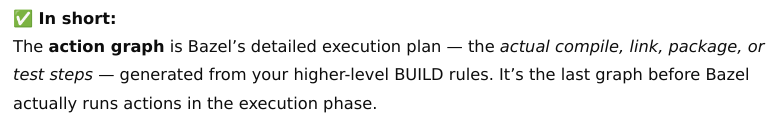 ✅ In short:
The action graph is Bazel’s detailed execution plan — the actual compile, link, package, or
test steps — generated from your higher-level BUILD rules. It’s the last graph before Bazel
actually runs actions in the execution phase.